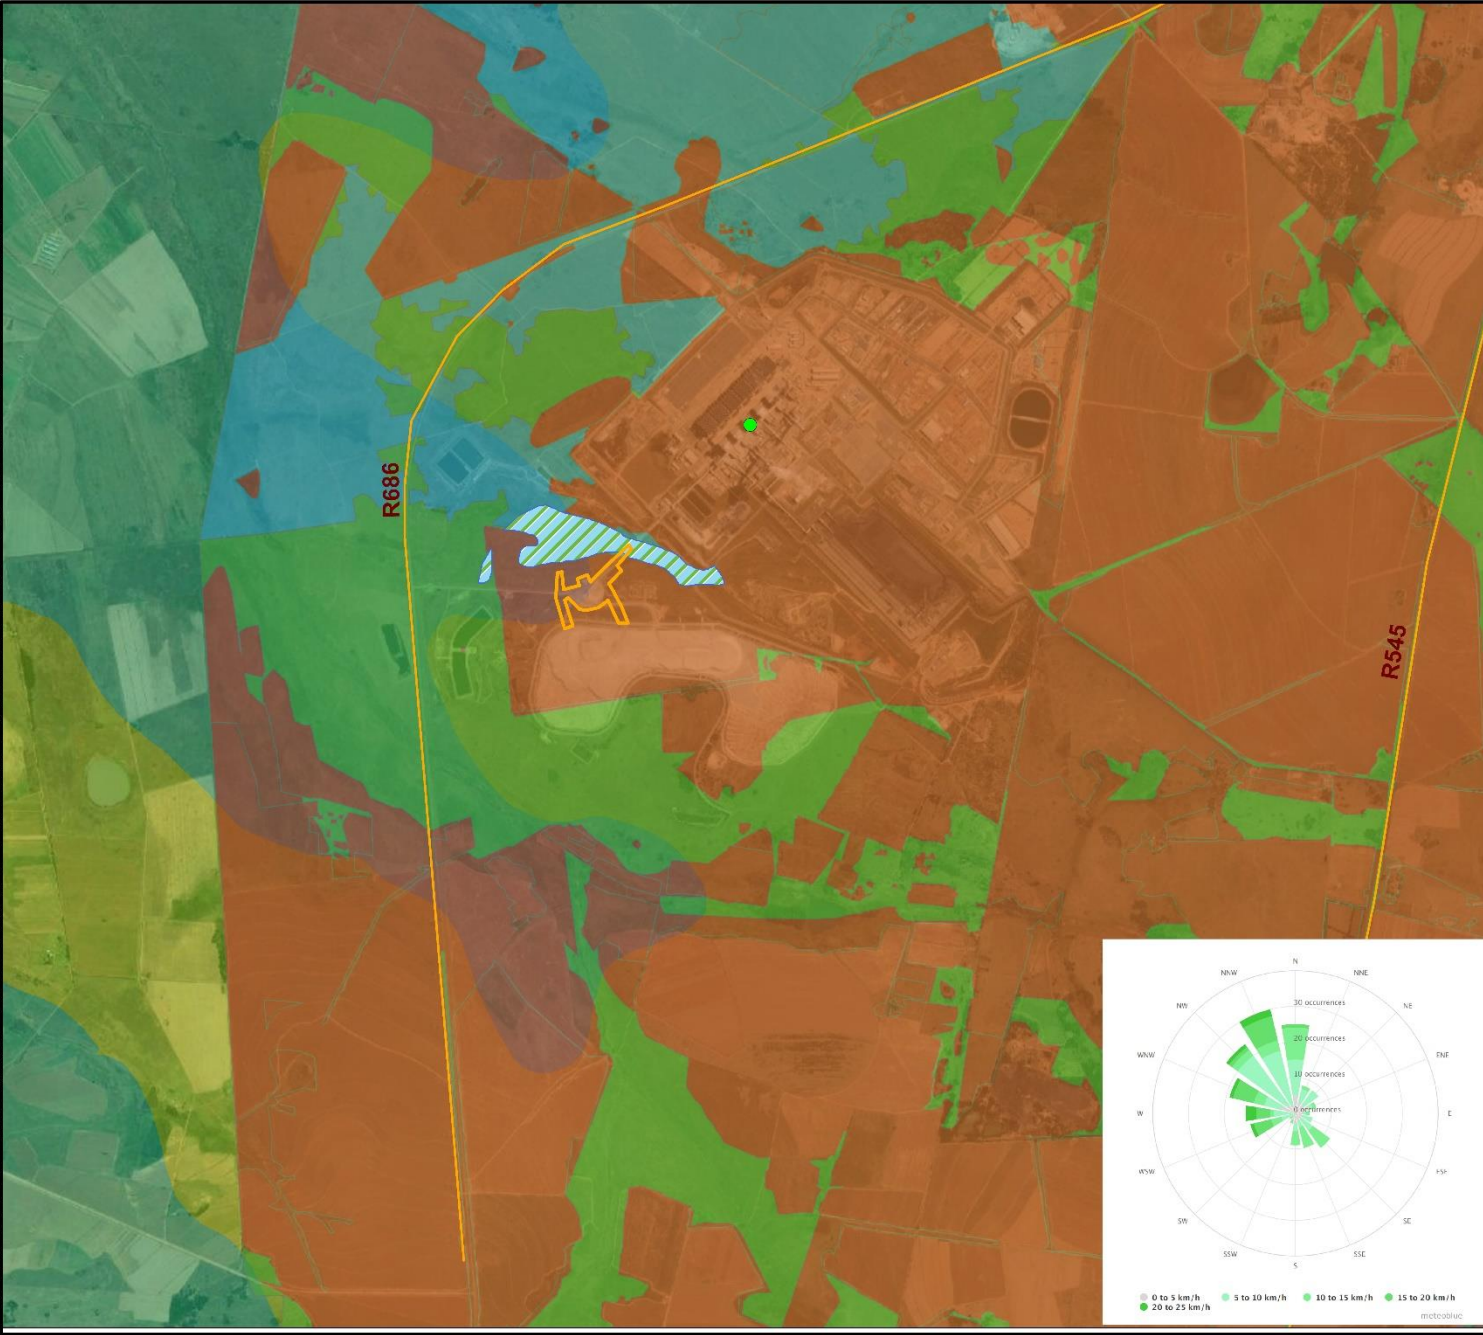 R686
R545
N
NNW
NNE
NW
NE
30 occurrences
20 occurrences
WNW
ENE
10 occurrences
0 occurrences
W
E
WSW
ESE
SW
SE
SSW
SSE
S
0 to 5 km/h
5 to 10 km/h
10 to 15 km/h
15 to 20 km/h
20 to 25 km/h
meteoblue